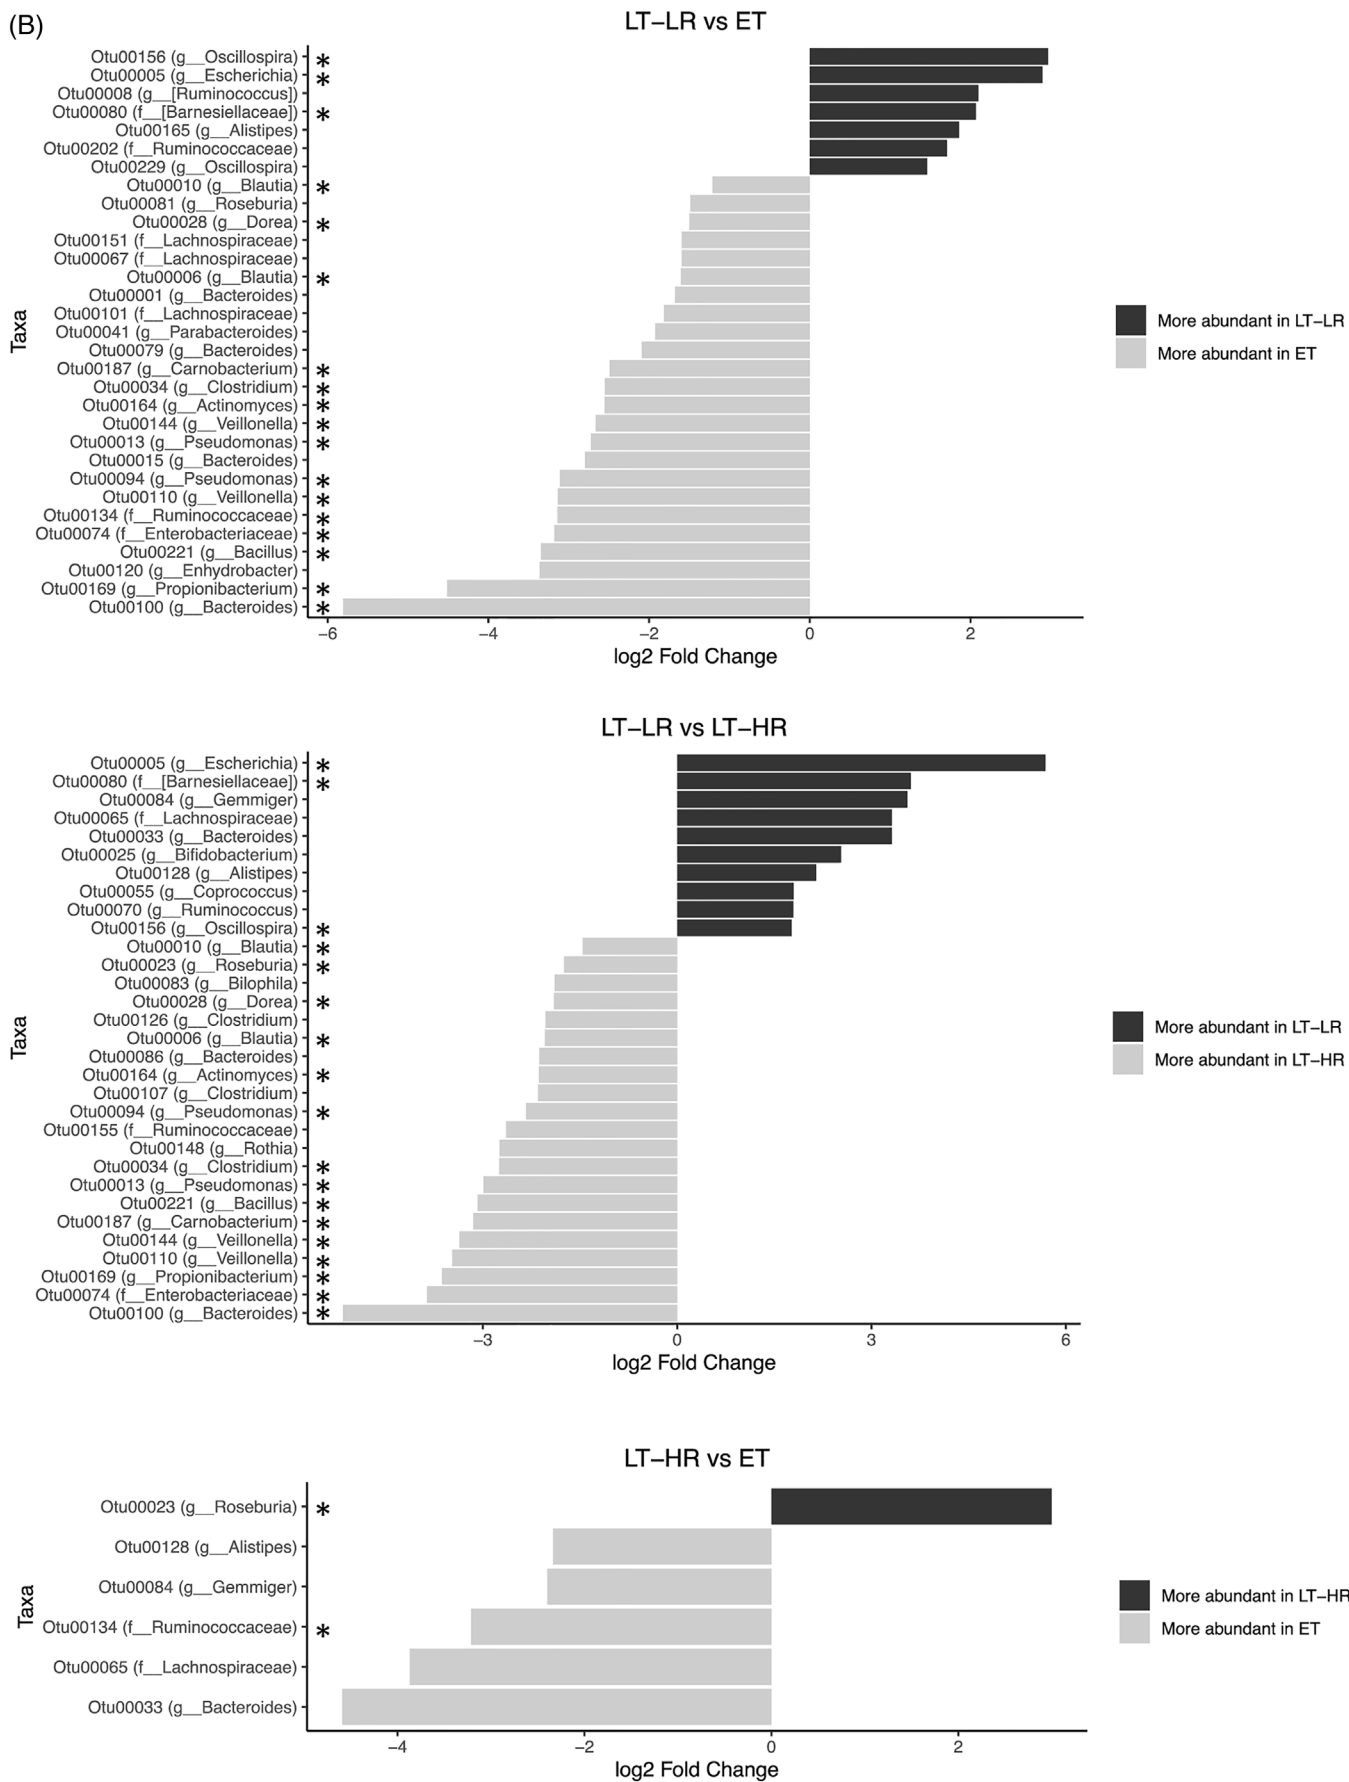 (B)
LT−LR vs ET
Taxa
Otu00156 (g__Oscillospira) *
Otu00005 (g__Escherichia) *
Otu00008 (g__[Ruminococcus])
Otu00080 (f__[Barnesiellaceae]) *
Otu00165 (g__Alistipes)
Otu00202 (f__Ruminococcaceae)
Otu00229 (g__Oscillospira)
Otu00010 (g__Blautia) *
Otu00081 (g__Roseburia)
Otu00028 (g__Dorea) *
Otu00151 (f__Lachnospiraceae)
Otu00067 (f__Lachnospiraceae)
Otu00006 (g__Blautia) *
Otu00001 (g__Bacteroides)
Otu00101 (f__Lachnospiraceae)
Otu00041 (g__Parabacteroides)
Otu00079 (g__Bacteroides)
Otu00187 (g__Carnobacterium) *
Otu00034 (g__Clostridium) *
Otu00164 (g__Actinomyces) *
Otu00144 (g__Veillonella) *
Otu00013 (g__Pseudomonas) *
Otu00015 (g__Bacteroides)
Otu00094 (g__Pseudomonas) *
Otu00110 (g__Veillonella) *
Otu00134 (f__Ruminococcaceae) *
Otu00074 (f__Enterobacteriaceae) *
Otu00221 (g__Bacillus) *
Otu00120 (g__Enhydrobacter)
Otu00169 (g__Propionibacterium) *
Otu00100 (g__Bacteroides) *
−6 −4 −2 0 2
log2 Fold Change
More abundant in LT−LR
More abundant in ET
LT−LR vs LT−HR
Taxa
Otu00005 (g__Escherichia) *
Otu00080 (f__[Barnesiellaceae]) *
Otu00084 (g__Gemmiger)
Otu00065 (f__Lachnospiraceae)
Otu00033 (g__Bacteroides)
Otu00025 (g__Bifidobacterium)
Otu00128 (g__Alistipes)
Otu00055 (g__Coprococcus)
Otu00070 (g__Ruminococcus)
Otu00156 (g__Oscillospira) *
Otu00010 (g__Blautia) *
Otu00023 (g__Roseburia) *
Otu00083 (g__Bilophila)
Otu00028 (g__Dorea) *
Otu00126 (g__Clostridium)
Otu00006 (g__Blautia) *
Otu00086 (g__Bacteroides)
Otu00164 (g__Actinomyces) *
Otu00107 (g__Clostridium)
Otu00094 (g__Pseudomonas) *
Otu00155 (f__Ruminococcaceae)
Otu00148 (g__Rothia)
Otu00034 (g__Clostridium) *
Otu00013 (g__Pseudomonas) *
Otu00221 (g__Bacillus) *
Otu00187 (g__Carnobacterium) *
Otu00144 (g__Veillonella) *
Otu00110 (g__Veillonella) *
Otu00169 (g__Propionibacterium) *
Otu00074 (f__Enterobacteriaceae) *
Otu00100 (g__Bacteroides) *
−3 0 3 6
log2 Fold Change
More abundant in LT−LR
More abundant in LT−HR
LT−HR vs ET
Taxa
Otu00023 (g__Roseburia) *
Otu00128 (g__Alistipes)
Otu00084 (g__Gemmiger)
Otu00134 (f__Ruminococcaceae) *
Otu00065 (f__Lachnospiraceae)
Otu00033 (g__Bacteroides)
−4 −2 0 2
log2 Fold Change
More abundant in LT−HR
More abundant in ET